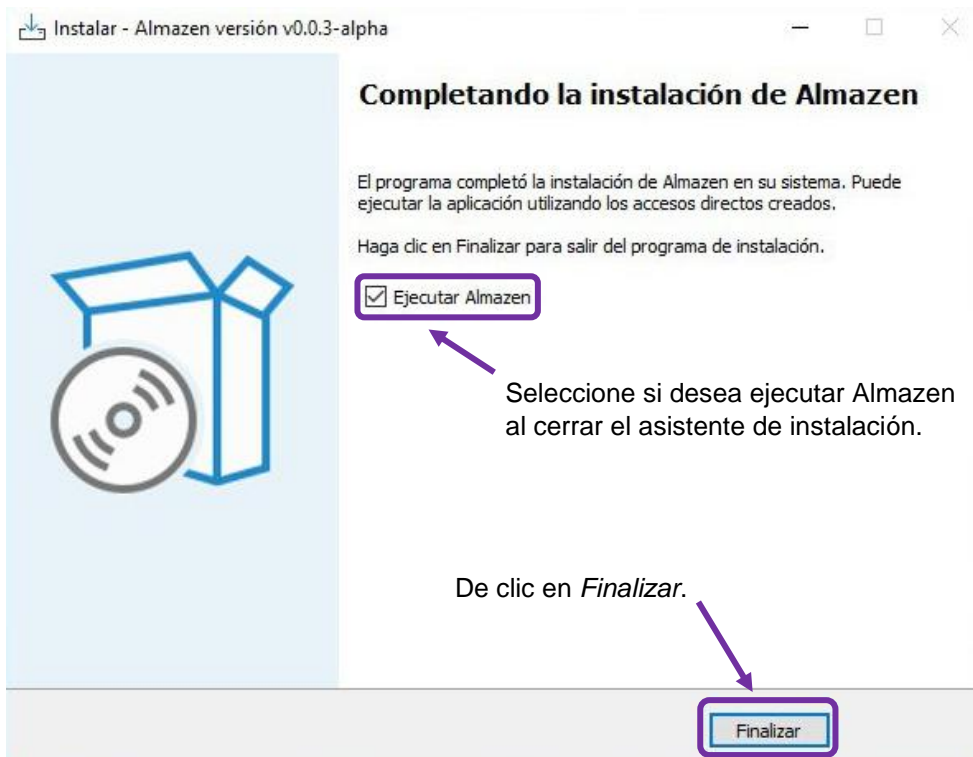 Instalar - Almazen versión v0.0.3-alpha
Completando la instalación de Almazen
El programa completó la instalación de Almazen en su sistema. Puede
ejecutar la aplicación utilizando los accesos directos creados.
Haga clic en Finalizar para salir del programa de instalación.
Ejecutar Almazen
Seleccione si desea ejecutar Almazen
al cerrar el asistente de instalación.
De clic en Finalizar.
Finalizar